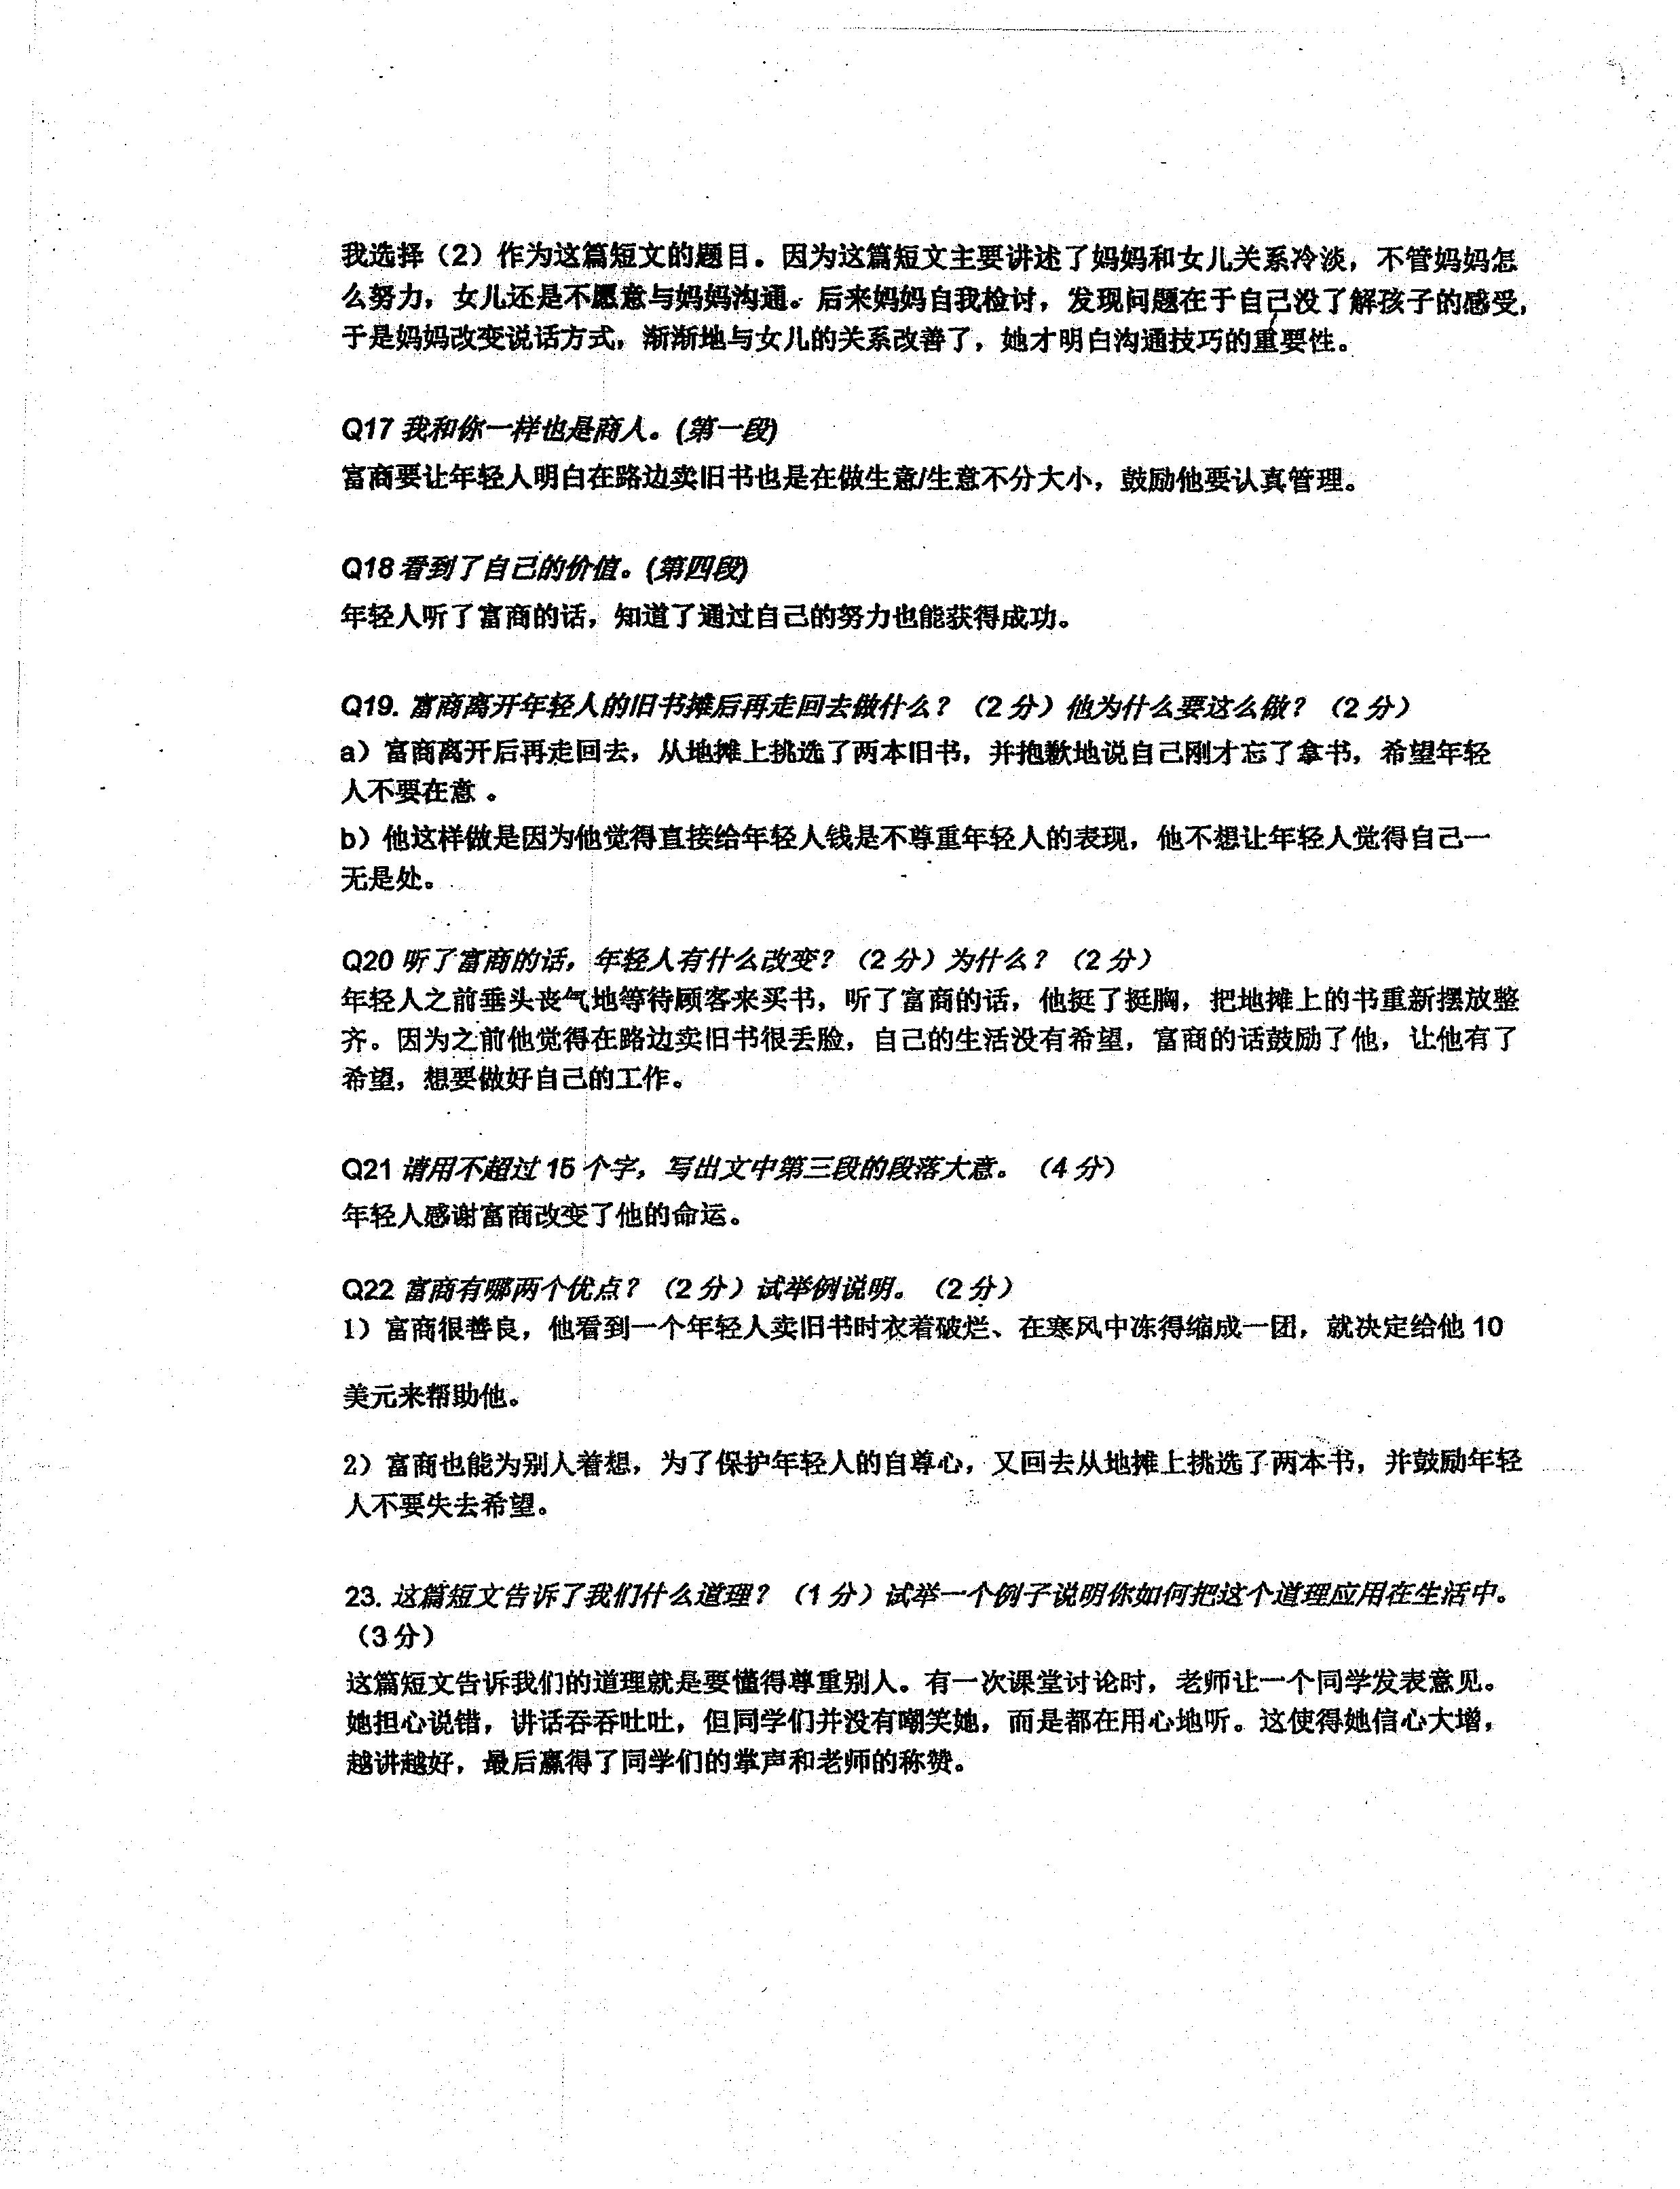 我选择（2）作为这篇短文的题目。因为这篇短文主要讲述了妈妈和女儿关系冷淡，不管妈妈怎
么努力，女儿还是不愿意与妈妈沟通。后来妈妈自我检讨，发现问题在于自己没了解孩子的感受，
于是妈妈改变说话方式，渐渐地与女儿的关系改善了，她才明白沟通技巧的重要性。
Q17 我和你一样也是商人。(第一段)
富商要让年轻人明白在路边卖旧书也是在做生意/生意不分大小，鼓励他要认真管理。
Q18 看到了自己的价值。(第四段)
年轻人听了富商的话，知道了通过自己的努力也能获得成功。
Q19. 富商离开年轻人的旧书摊后再走回去做什么？（2 分）他为什么要这么做？（2 分）
a）富商离开后再走回去，从地摊上挑选了两本旧书，并抱歉地说自己刚才忘了拿书，希望年轻
人不要在意 。
b）他这样做是因为他觉得直接给年轻人钱是不尊重年轻人的表现，他不想让年轻人觉得自己一
无是处。
Q20 听了富商的话，年轻人有什么改变？（2 分）为什么？（2 分）
年轻人之前垂头丧气地等待顾客来买书，听了富商的话，他挺了挺胸，把地摊上的书重新摆放整
齐。因为之前他觉得在路边卖旧书很丢脸，自己的生活没有希望，富商的话鼓励了他，让他有了
希望，想要做好自己的工作。
Q21 请用不超过 15 个字，写出文中第三段的段落大意。（4 分）
年轻人感谢富商改变了他的命运。
Q22 富商有哪两个优点？（2 分）试举例说明。（2 分）
1）富商很善良，他看到一个年轻人卖旧书时衣着破烂、在寒风中冻得缩成一团，就决定给他 10
美元来帮助他。
2）富商也能为别人着想，为了保护年轻人的自尊心，又回去从地摊上挑选了两本书，并鼓励年轻
人不要失去希望。
23. 这篇短文告诉了我们什么道理？（1 分）试举一个例子说明你如何把这个道理应用在生活中。
（3 分）
这篇短文告诉我们的道理就是要懂得尊重别人。有一次课堂讨论时，老师让一个同学发表意见。
她担心说错，讲话吞吞吐吐，但同学们并没有嘲笑她，而是都在用心地听。这使得她信心大增，
越讲越好，最后赢得了同学们的掌声和老师的称赞。